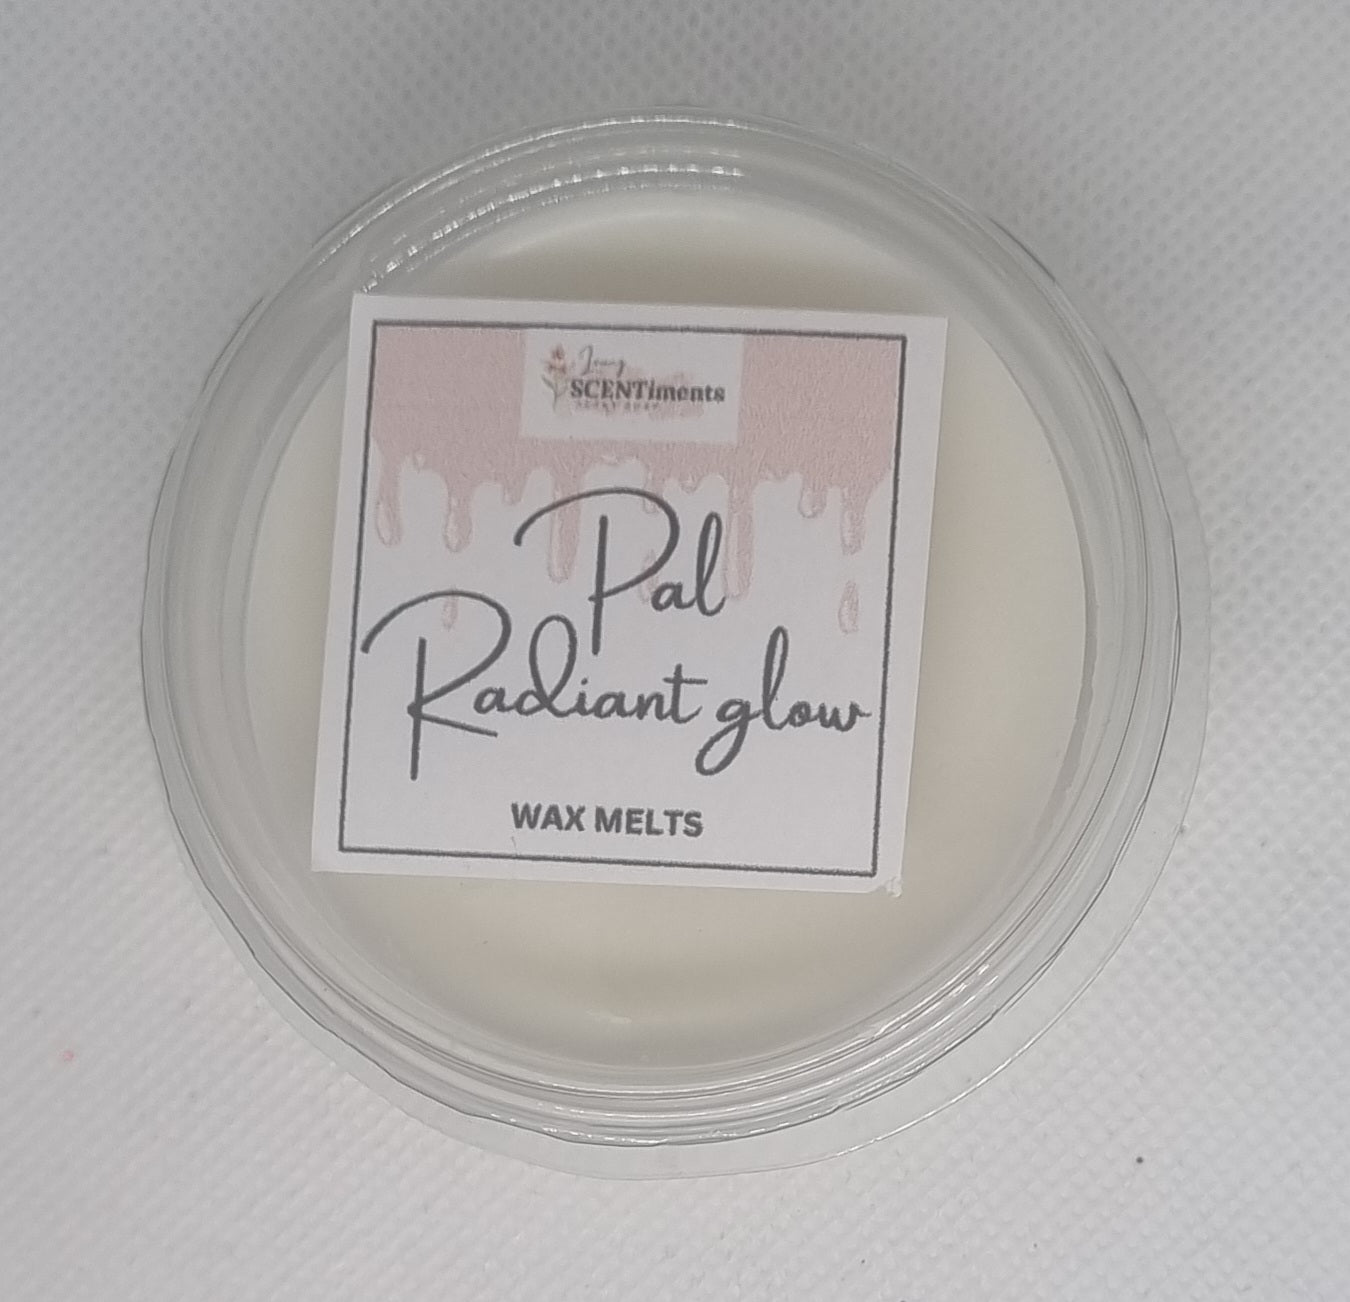 SCENTiments
Pal
Radiant glow
WAX MELTS